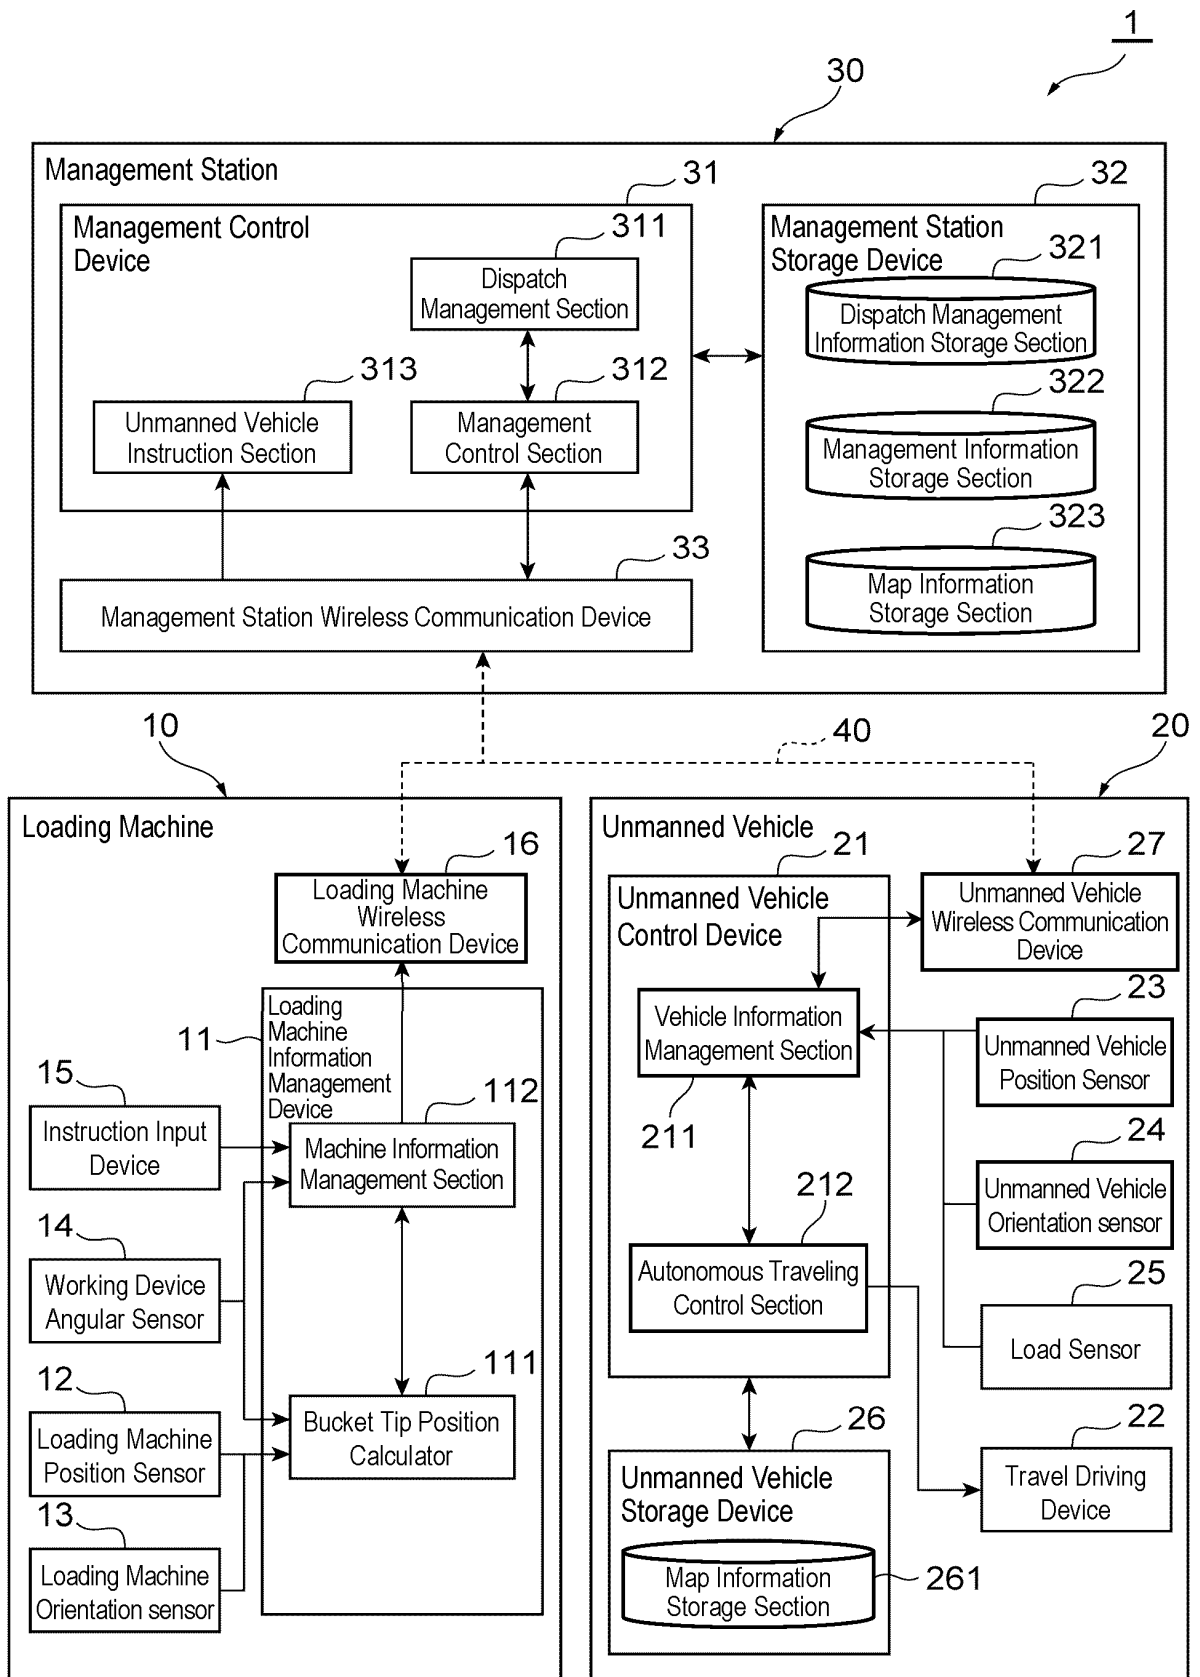 1
30
Management Station
31
Management Control
Device
311
Dispatch
Management Section
313
Unmanned Vehicle
Instruction Section
312
Management
Control Section
32
Management Station
Storage Device
321
Dispatch Management
Information Storage Section
322
Management Information
Storage Section
323
Map Information
Storage Section
33
Management Station Wireless Communication Device
40
10
Loading Machine
16
Loading Machine
Wireless
Communication Device
11
Loading
Machine
Information
Management
Device
15
Instruction Input
Device
112
Machine Information
Management Section
14
Working Device
Angular Sensor
12
Loading Machine
Position Sensor
111
Bucket Tip Position
Calculator
13
Loading Machine
Orientation sensor
20
Unmanned Vehicle
21
Unmanned Vehicle
Control Device
27
Unmanned Vehicle
Wireless Communication
Device
Vehicle Information
Management Section
211
23
Unmanned Vehicle
Position Sensor
24
Unmanned Vehicle
Orientation sensor
212
Autonomous Traveling
Control Section
25
Load Sensor
22
Travel Driving
Device
26
Unmanned Vehicle
Storage Device
Map Information
Storage Section
261